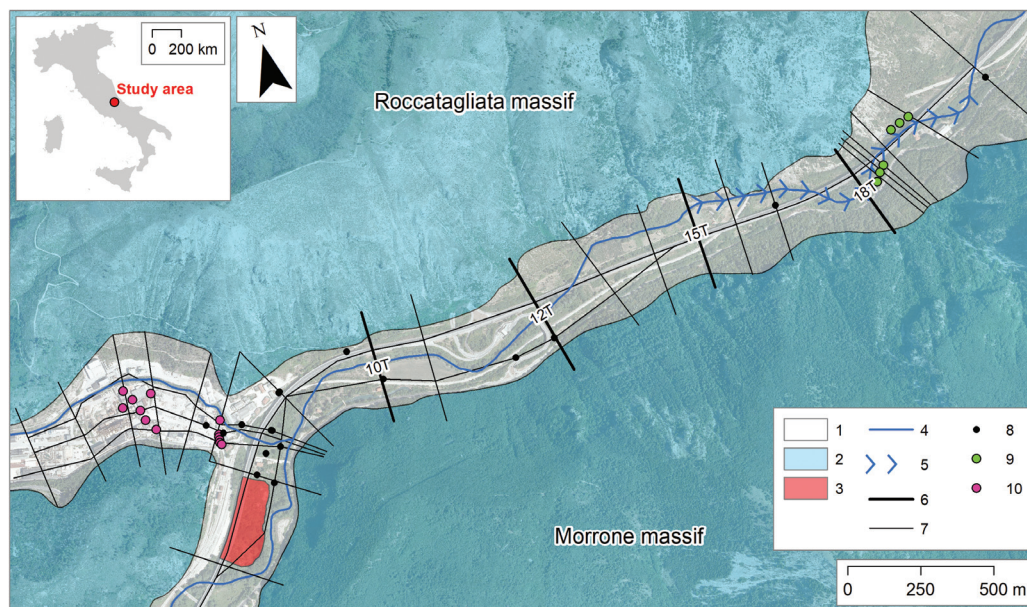 0 200 km
Study area
N
Roccatagliata massif
18T
15T
12T
10T
Morrone massif
1
2
3
4
5
6
7
8
9
10
0 250 500 m